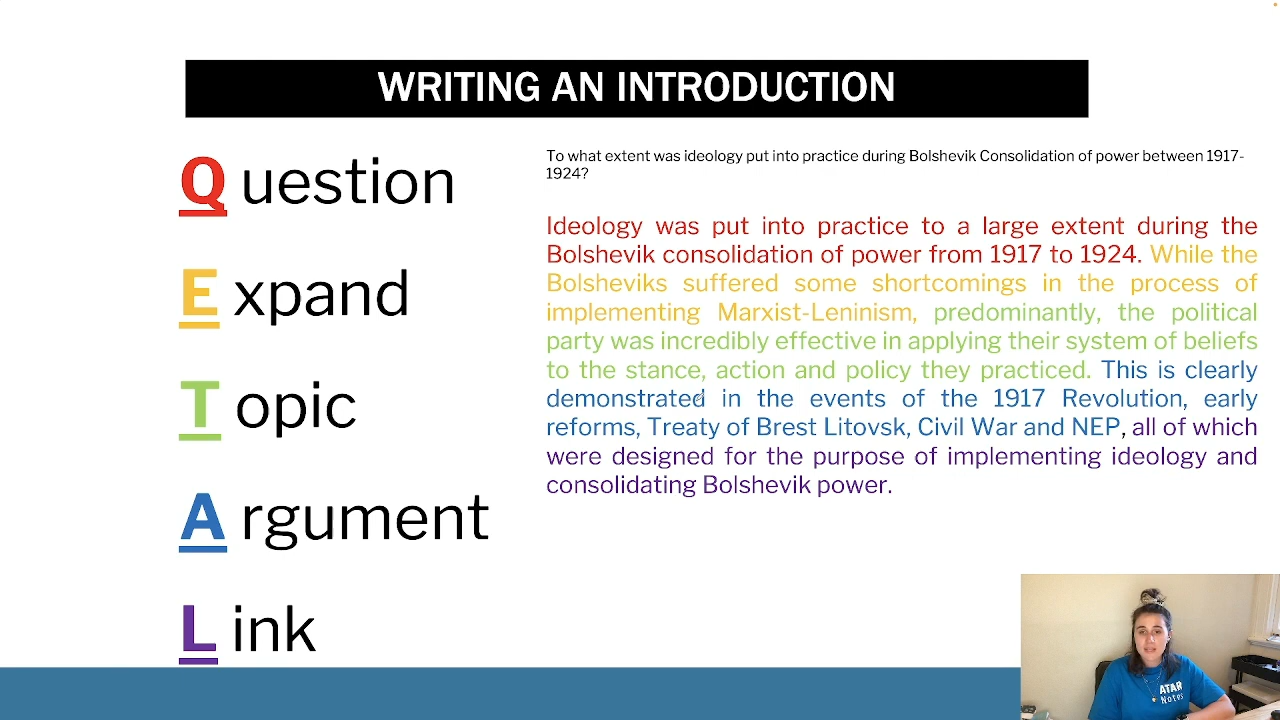 WRITING AN INTRODUCTION
Question
Expand
Topic
Argument
Link
To what extent was ideology put into practice during Bolshevik Consolidation of power between 1917-
1924?
Ideology was put into practice to a large extent during the
Bolshevik consolidation of power from 1917 to 1924. While the
Bolsheviks suffered some shortcomings in the process of
implementing Marxist-Leninism, predominantly, the political
party was incredibly effective in applying their system of beliefs
to the stance, action and policy they practiced. This is clearly
demonstrated in the events of the 1917 Revolution, early
reforms, Treaty of Brest Litovsk, Civil War and NEP, all of which
were designed for the purpose of implementing ideology and
consolidating Bolshevik power.
ATAR
Notes